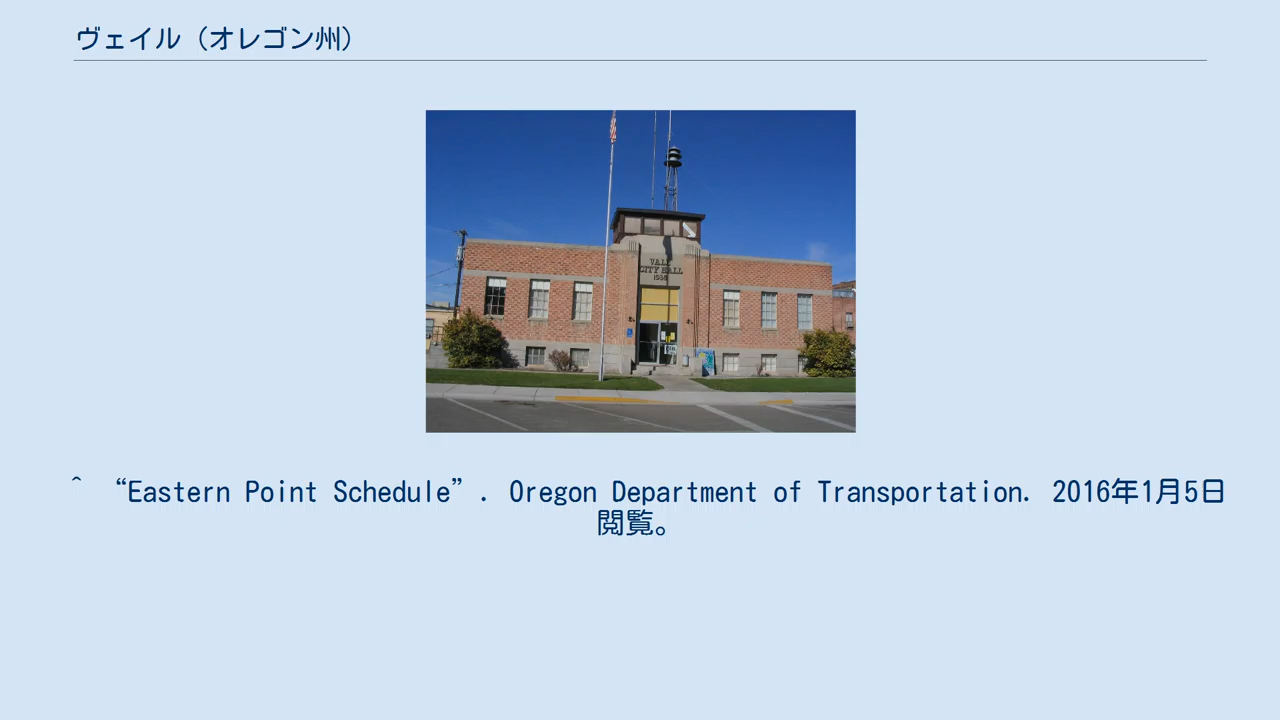 ヴェイル（オレゴン州）
VALE
CITY HALL
^ “Eastern Point Schedule”. Oregon Department of Transportation. 2016年1月5日
閲覧。